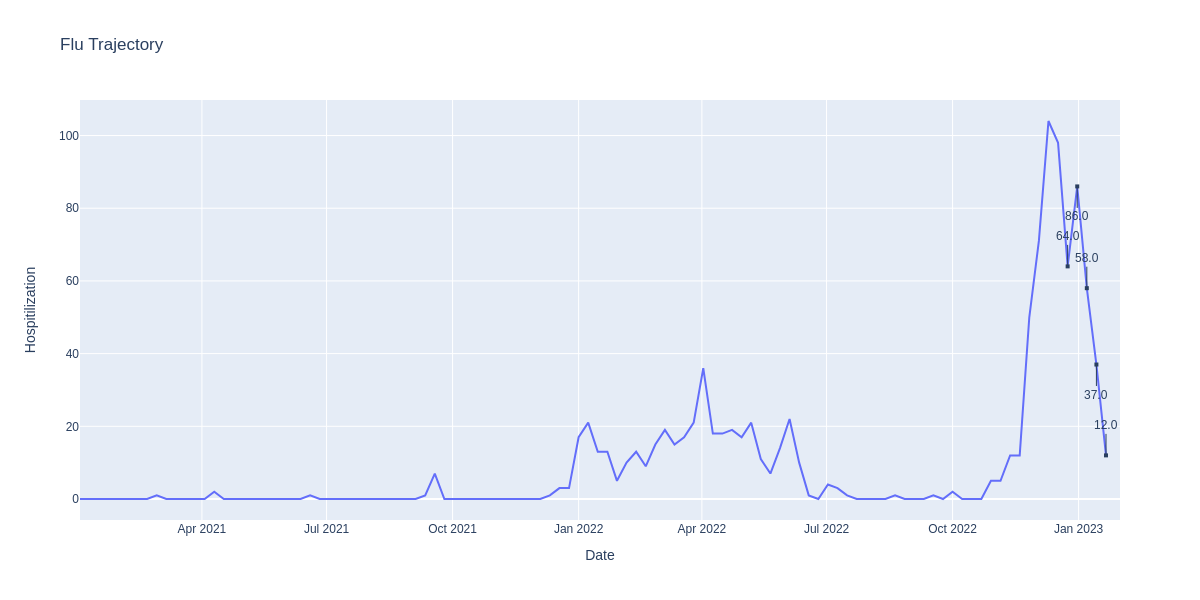 Flu Trajectory
100
80
60
40
20
0
Hospitilization
86.0
64.0
58.0
37.0
12.0
Apr 2021
Jul 2021
Oct 2021
Jan 2022
Apr 2022
Jul 2022
Oct 2022
Jan 2023
Date